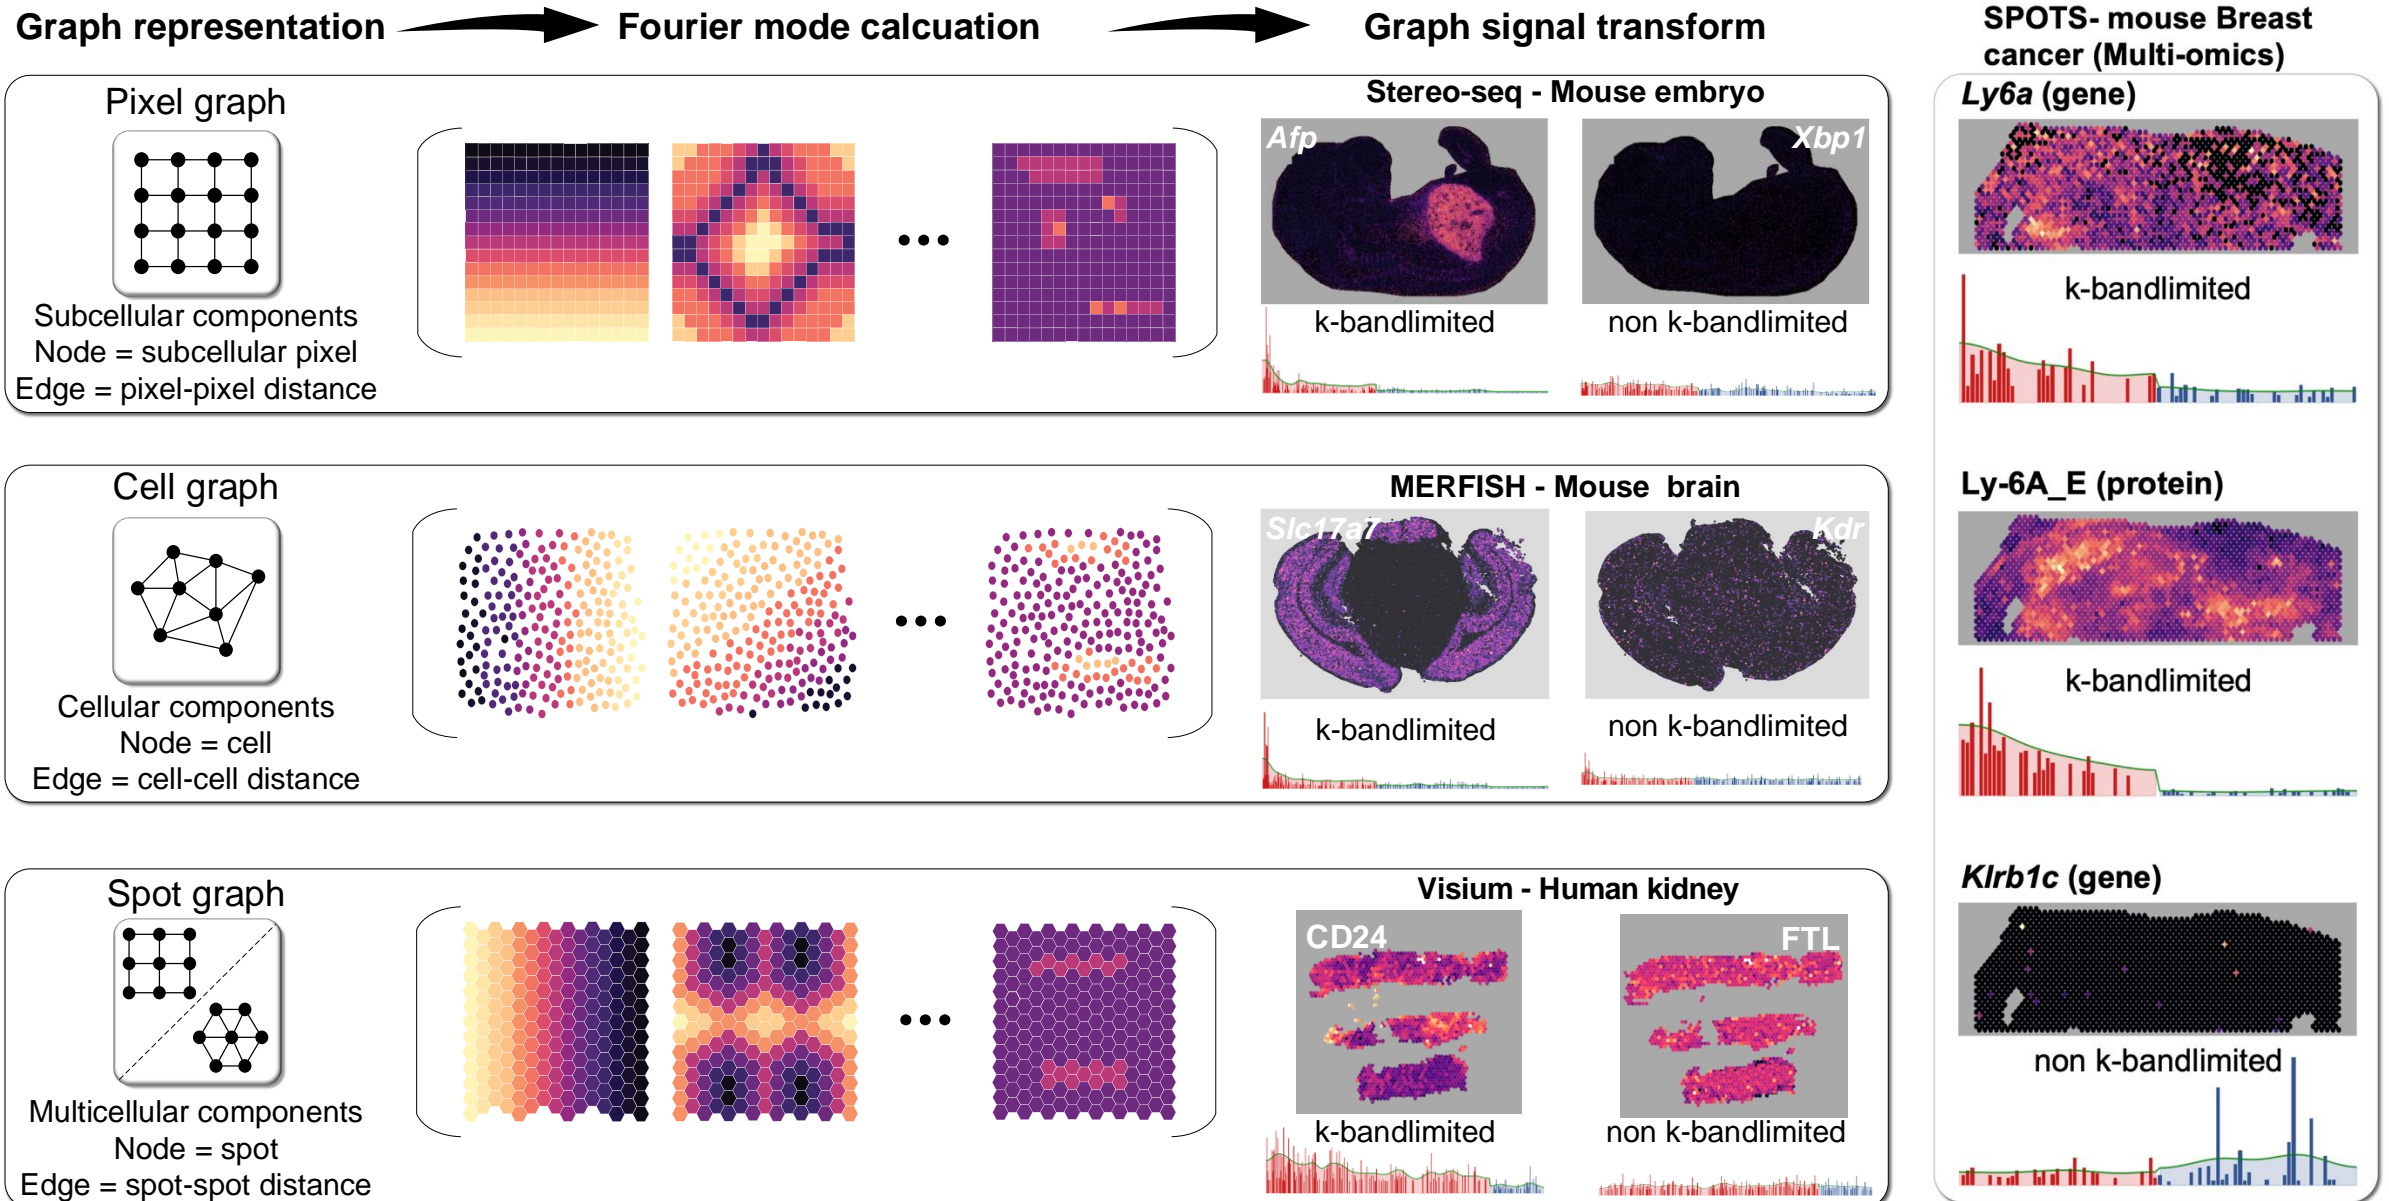 Graph representation
Fourier mode calcuation
Graph signal transform
SPOTS- mouse Breast
cancer (Multi-omics)
Pixel graph
Subcellular components
Node = subcellular pixel
Edge = pixel-pixel distance
Stereo-seq - Mouse embryo
Afp
Xbp1
k-bandlimited
non k-bandlimited
Cell graph
Cellular components
Node = cell
Edge = cell-cell distance
MERFISH - Mouse  brain
Slc17a7
Kdr
k-bandlimited
non k-bandlimited
Spot graph
Multicellular components
Node = spot
Edge = spot-spot distance
Visium - Human kidney
CD24
FTL
k-bandlimited
non k-bandlimited
Ly6a (gene)
k-bandlimited
Ly-6A_E (protein)
k-bandlimited
Klrb1c (gene)
non k-bandlimited